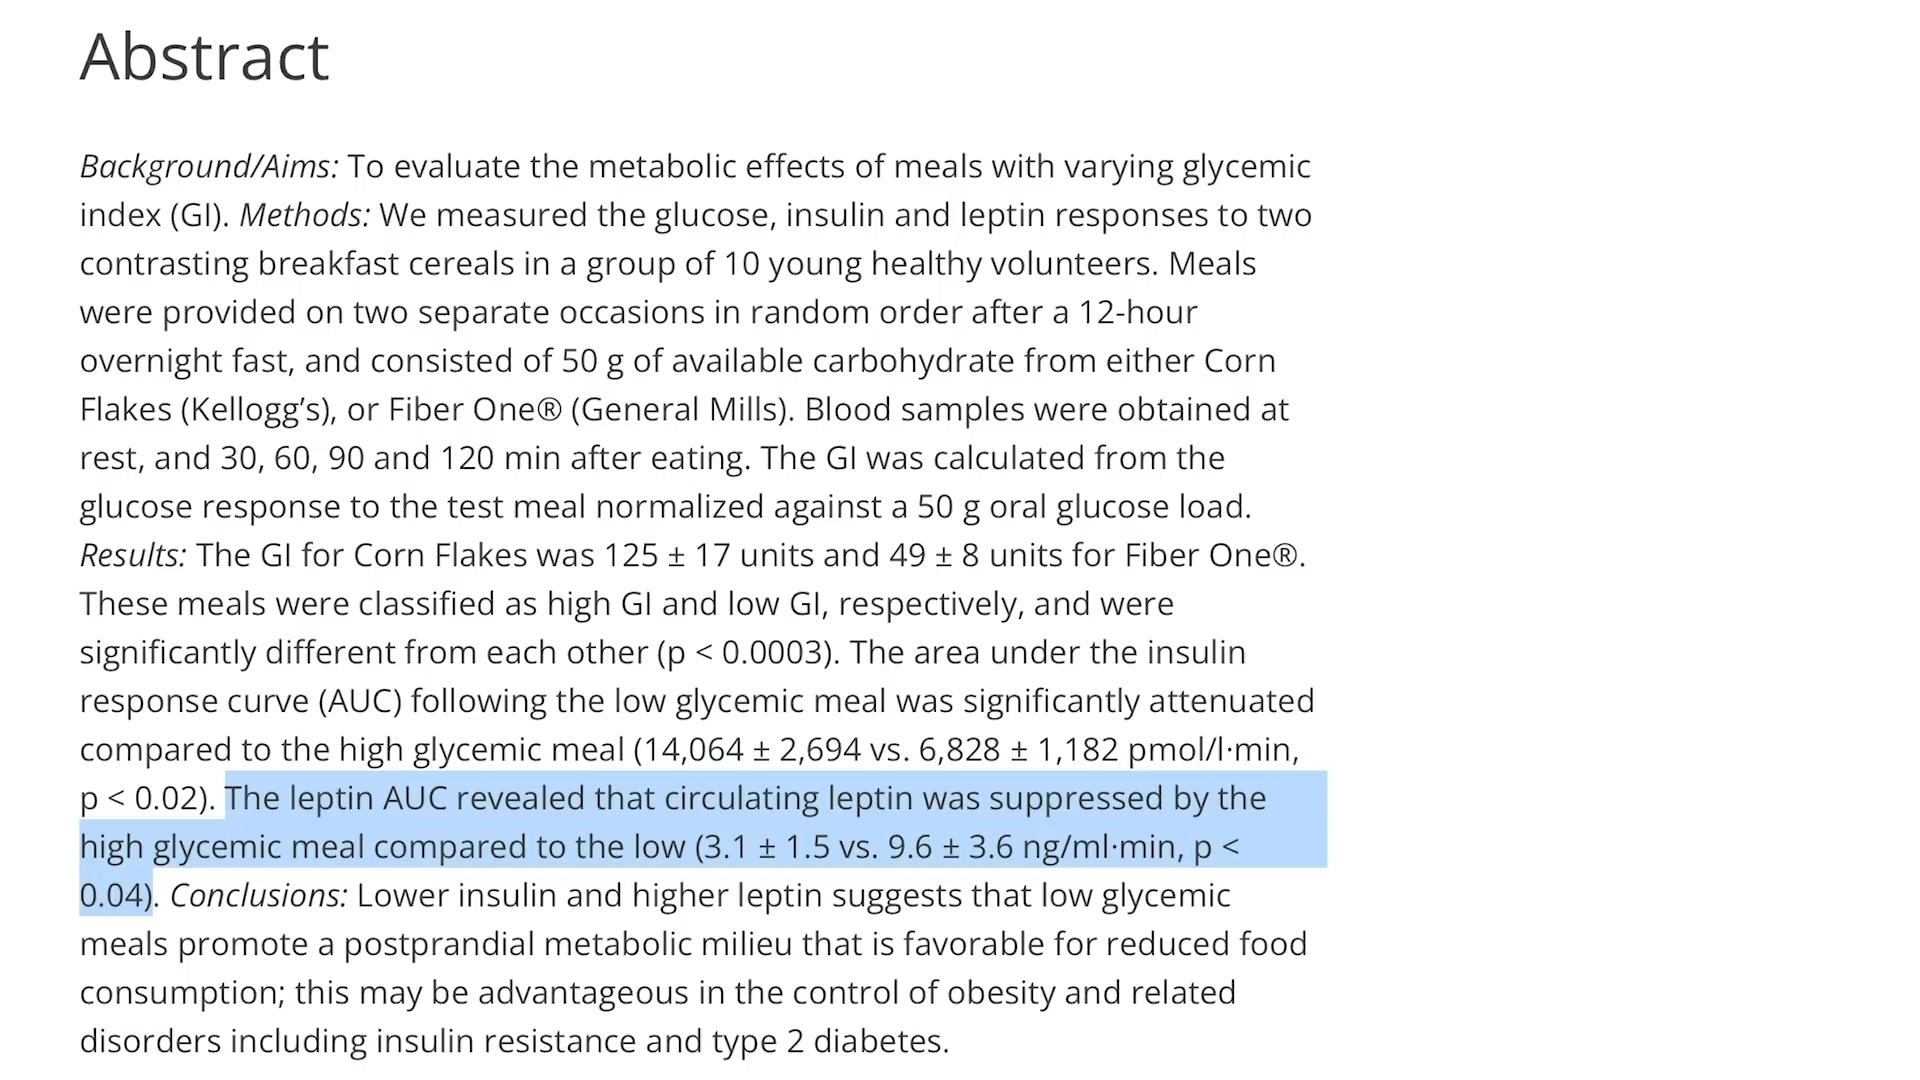 Abstract
Background/Aims: To evaluate the metabolic effects of meals with varying glycemic
index (GI). Methods: We measured the glucose, insulin and leptin responses to two
contrasting breakfast cereals in a group of 10 young healthy volunteers. Meals
were provided on two separate occasions in random order after a 12-hour
overnight fast, and consisted of 50 g of available carbohydrate from either Corn
Flakes (Kellogg’s), or Fiber One® (General Mills). Blood samples were obtained at
rest, and 30, 60, 90 and 120 min after eating. The GI was calculated from the
glucose response to the test meal normalized against a 50 g oral glucose load.
Results: The GI for Corn Flakes was 125 ± 17 units and 49 ± 8 units for Fiber One®.
These meals were classified as high GI and low GI, respectively, and were
significantly different from each other (p < 0.0003). The area under the insulin
response curve (AUC) following the low glycemic meal was significantly attenuated
compared to the high glycemic meal (14,064 ± 2,694 vs. 6,828 ± 1,182 pmol/l·min,
p < 0.02). The leptin AUC revealed that circulating leptin was suppressed by the
high glycemic meal compared to the low (3.1 ± 1.5 vs. 9.6 ± 3.6 ng/ml·min, p <
0.04). Conclusions: Lower insulin and higher leptin suggests that low glycemic
meals promote a postprandial metabolic milieu that is favorable for reduced food
consumption; this may be advantageous in the control of obesity and related
disorders including insulin resistance and type 2 diabetes.